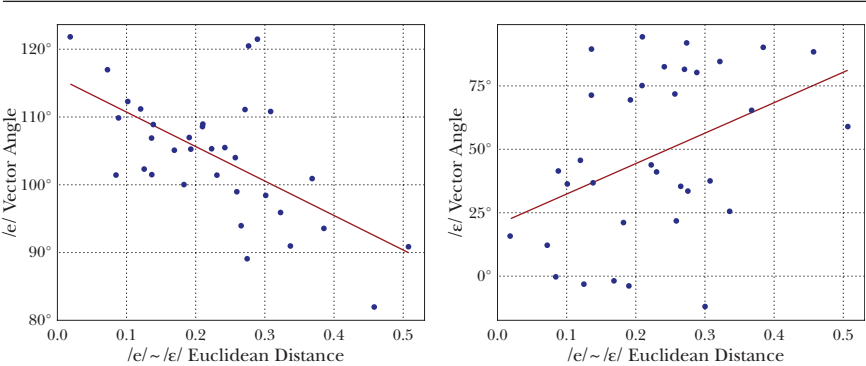 120°
110°
100°
90°
80°
/e/ Vector Angle
0.0 0.1 0.2 0.3 0.4 0.5
/e/ ~ /ɛ/ Euclidean Distance
75°
50°
25°
0°
/ɛ/ Vector Angle
0.0 0.1 0.2 0.3 0.4 0.5
/e/ ~ /ɛ/ Euclidean Distance